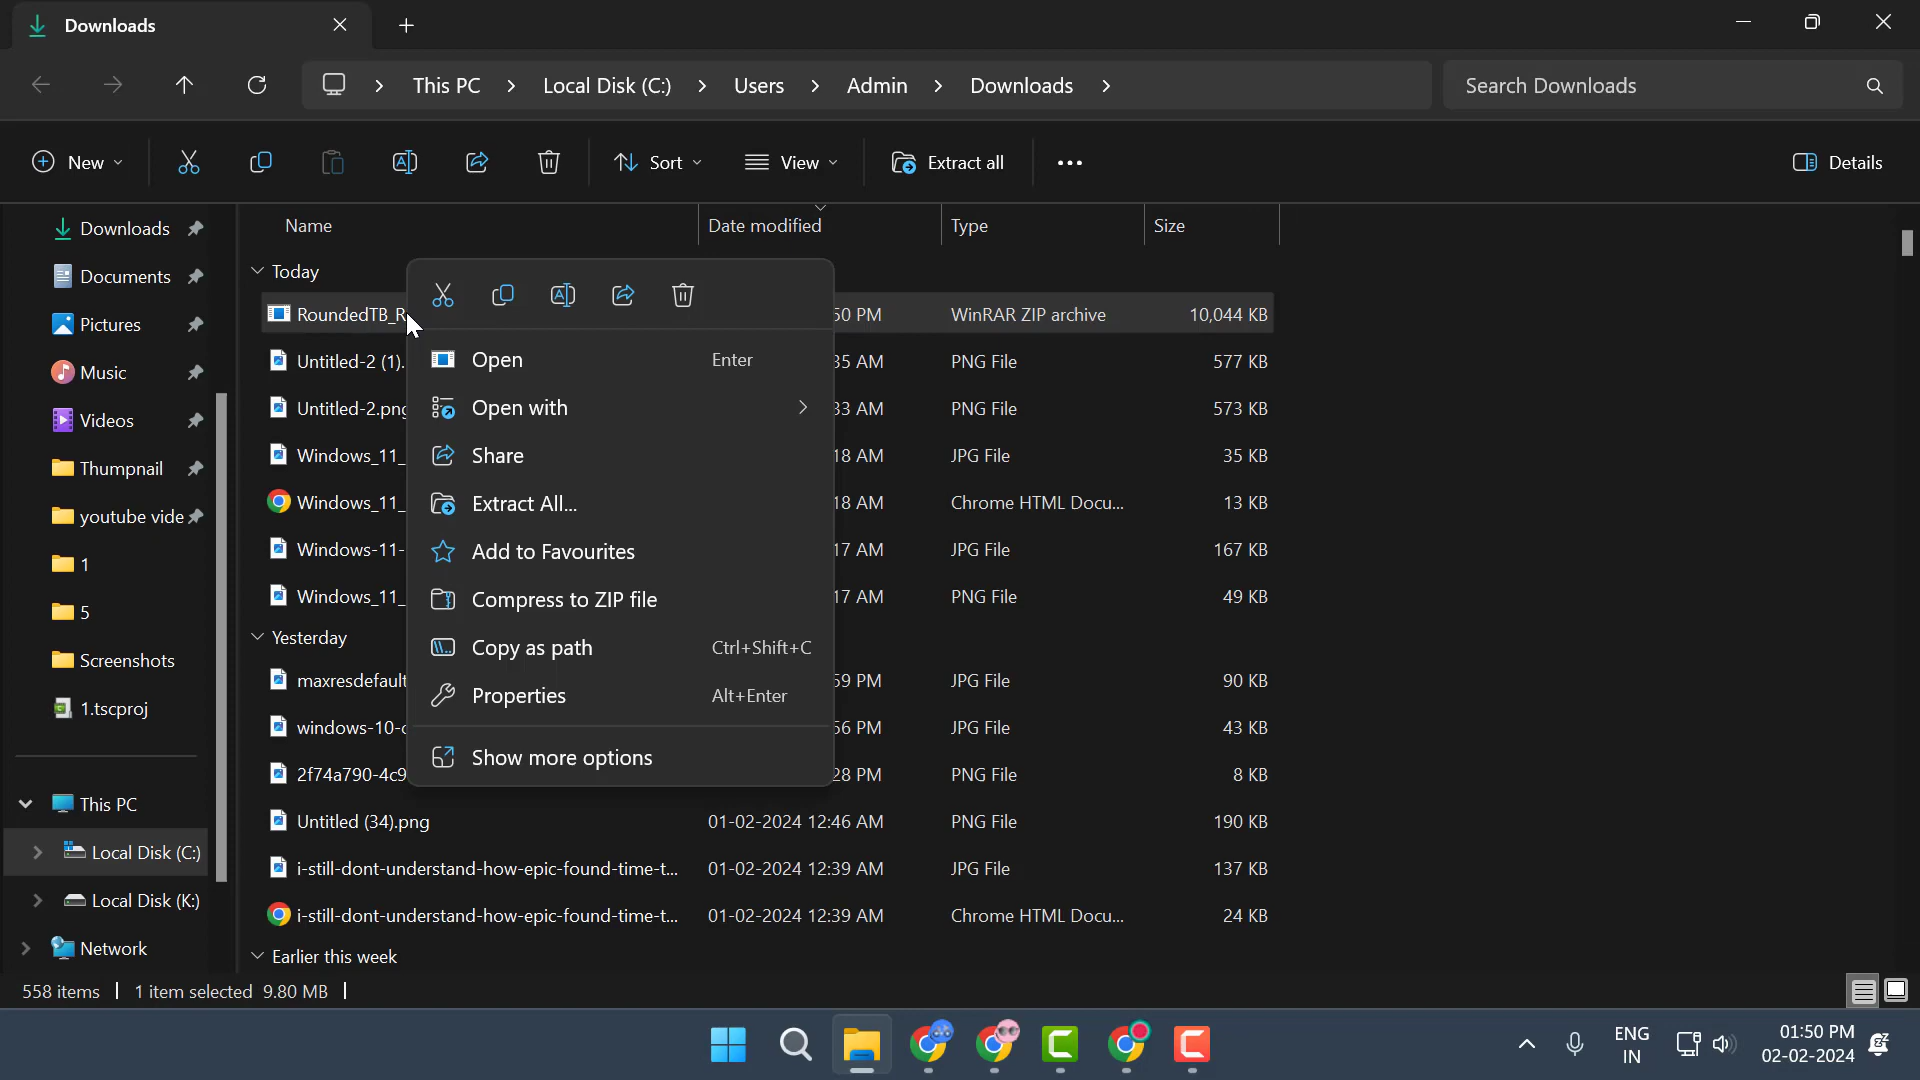 Downloads
This PC > Local Disk (C:) > Users > Admin > Downloads >
Search Downloads
New
Sort
View
Extract all
Details
Name Date modified Type Size
Downloads
Documents
Pictures
Music
Videos
Thumpnail
youtube vide
1
5
Screenshots
1.tscproj
This PC
Local Disk (C:)
Local Disk (K:)
Network
Today
RoundedTB_R 50 PM WinRAR ZIP archive 10,044 KB
Untitled-2 (1). 35 AM PNG File 577 KB
Untitled-2.png 33 AM PNG File 573 KB
Windows_11_ 18 AM JPG File 35 KB
Windows_11_ 18 AM Chrome HTML Docu... 13 KB
Windows-11- 17 AM JPG File 167 KB
Windows_11_ 17 AM PNG File 49 KB
Yesterday
maxresdefault 59 PM JPG File 90 KB
windows-10-c 56 PM JPG File 43 KB
2f74a790-4c9 28 PM PNG File 8 KB
Untitled (34).png 01-02-2024 12:46 AM PNG File 190 KB
i-still-dont-understand-how-epic-found-time-t... 01-02-2024 12:39 AM JPG File 137 KB
i-still-dont-understand-how-epic-found-time-t... 01-02-2024 12:39 AM Chrome HTML Docu... 24 KB
Earlier this week
Open Enter
Open with
Share
Extract All...
Add to Favourites
Compress to ZIP file
Copy as path Ctrl+Shift+C
Properties Alt+Enter
Show more options
558 items
1 item selected 9.80 MB
ENG
IN
01:50 PM
02-02-2024